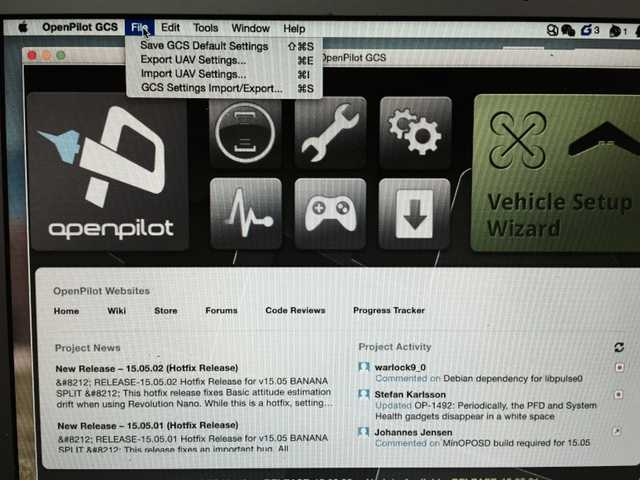 OpenPilot GCS File Edit Tools Window Help 3 1
Save GCS Default Settings ⇧⌘S
Export UAV Settings... ⌘E
Import UAV Settings... ⌘I
GCS Settings Import/Export... ⌘S
OpenPilot GCS
openpilot
Vehicle Setup
Wizard
OpenPilot Websites
Home Wiki Store Forums Code Reviews Progress Tracker
Project News
New Release – 15.05.02 (Hotfix Release)
&#8212; RELEASE-15.05.02 Hotfix Release for v15.05 BANANA
SPLIT &#8212; This hotfix release fixes Basic attitude estimation
drift when using Revolution Nano. While this is a hotfix, setting...
New Release – 15.05.01 (Hotfix Release)
&#8212; RELEASE-15.05.01 Hotfix Release for v15.05 BANANA
SPLIT &#8212; This release fixes an important bug. All
Project Activity
warlock9_0
Commented on Debian dependency for libpulse0
Stefan Karlsson
Updated OP-1492: Periodically, the PFD and System
Health gadgets disappear in a white space
Johannes Jensen
Commented on MinOPOSD build required for 15.05